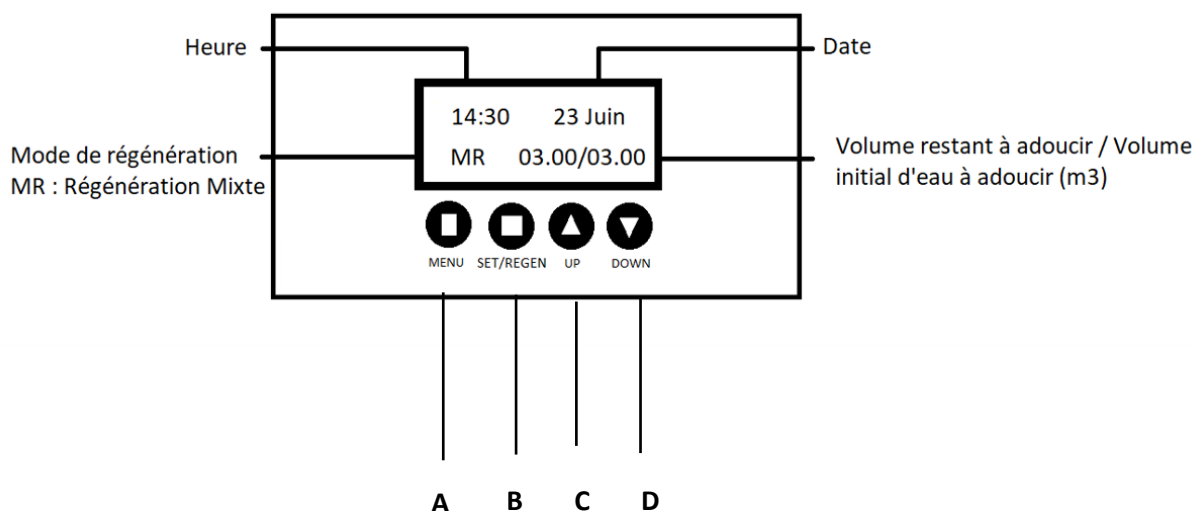 Heure
Date
14:30 23 Juin
Mode de régénération
MR : Régénération Mixte
MR 03.00/03.00
Volume restant à adoucir / Volume
initial d'eau à adoucir (m3)
MENU SET/REGEN UP DOWN
A B C D